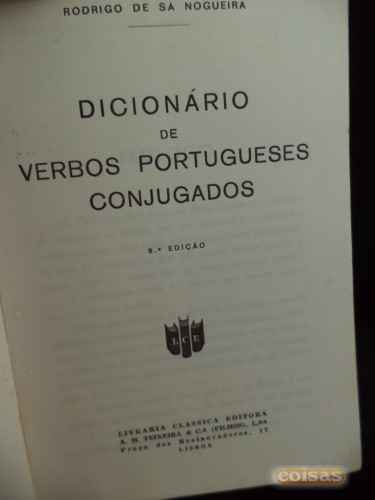 RODRIGO DE SÁ NOGUEIRA
DICIONÁRIO
DE
VERBOS PORTUGUESES
CONJUGADOS
6.ª EDIÇÃO
L C E
LIVRARIA CLÁSSICA EDITORA
A. M. TEIXEIRA & C.ª (FILHOS), L.DA
Praça dos Restauradores, 17
LISBOA
coisas